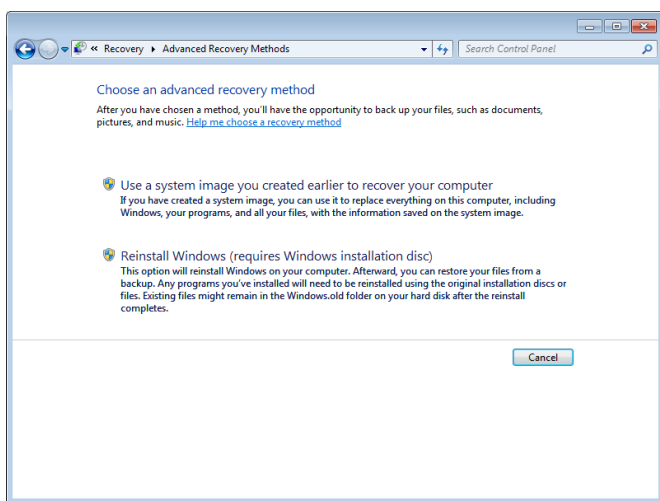 « Recovery ▸ Advanced Recovery Methods
Search Control Panel
Choose an advanced recovery method
After you have chosen a method, you'll have the opportunity to back up your files, such as documents,
pictures, and music. Help me choose a recovery method
Use a system image you created earlier to recover your computer
If you have created a system image, you can use it to replace everything on this computer, including
Windows, your programs, and all your files, with the information saved on the system image.
Reinstall Windows (requires Windows installation disc)
This option will reinstall Windows on your computer. Afterward, you can restore your files from a
backup. Any programs you've installed will need to be reinstalled using the original installation discs or
files. Existing files might remain in the Windows.old folder on your hard disk after the reinstall
completes.
Cancel